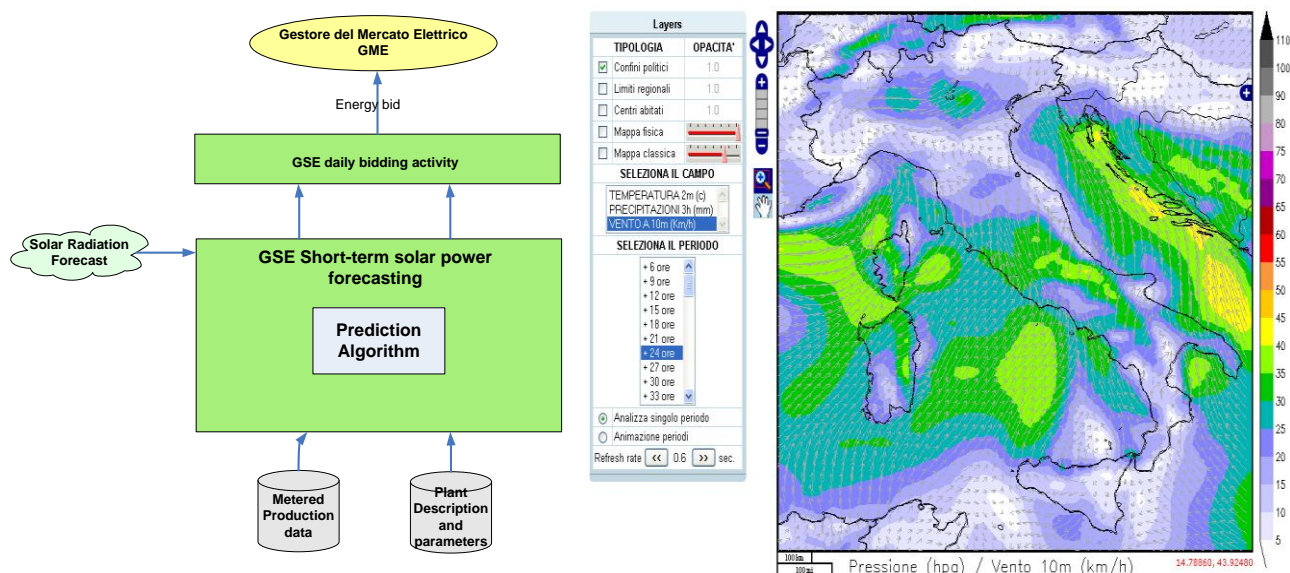 Gestore del Mercato Elettrico
GME
Energy bid
GSE daily bidding activity
Solar Radiation
Forecast
GSE Short-term solar power
forecasting
Prediction
Algorithm
Metered
Production
data
Plant
Description
and
parameters
Layers
TIPOLOGIA OPACITA'
Confini politici 1.0
Limiti regionali 1.0
Centri abitati 1.0
Mappa fisica
Mappa classica
SELEZIONA IL CAMPO
TEMPERATURA 2m (c)
PRECIPITAZIONI 3h (mm)
VENTO A 10m (Km/h)
SELEZIONA IL PERIODO
+ 6 ore
+ 9 ore
+ 12 ore
+ 15 ore
+ 18 ore
+ 21 ore
+ 24 ore
+ 27 ore
+ 30 ore
+ 33 ore
Analizza singolo periodo
Animazione periodi
Refresh rate << 0.6 >> sec.
110
100
90
80
75
70
65
60
55
50
45
40
35
30
25
20
15
10
5
100 km
100 mi
Pressione (hpa) / Vento 10m (km/h)
14.78860, 43.92480